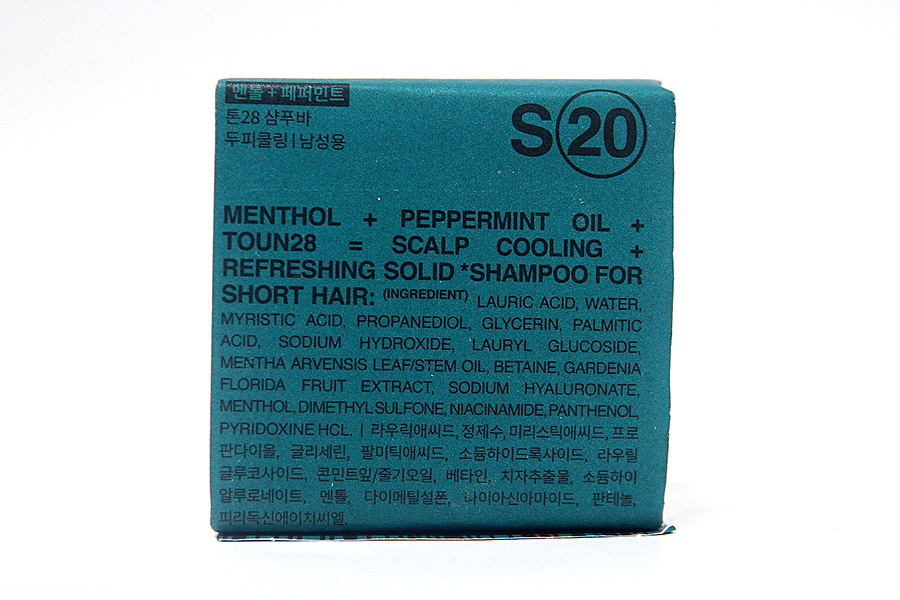 멘톨 + 페퍼민트
톤28 샴푸바
두피쿨링 | 남성용
S20
MENTHOL + PEPPERMINT OIL +
TOUN28 = SCALP COOLING +
REFRESHING SOLID *SHAMPOO FOR
SHORT HAIR: (INGREDIENT) LAURIC ACID, WATER,
MYRISTIC ACID, PROPANEDIOL, GLYCERIN, PALMITIC
ACID, SODIUM HYDROXIDE, LAURYL GLUCOSIDE,
MENTHA ARVENSIS LEAF/STEM OIL, BETAINE, GARDENIA
FLORIDA FRUIT EXTRACT, SODIUM HYALURONATE,
MENTHOL, DIMETHYL SULFONE, NIACINAMIDE, PANTHENOL,
PYRIDOXINE HCL. | 라우릭애씨드, 정제수, 미리스틱애씨드, 프로
판다이올, 글리세린, 팔미틱애씨드, 소듐하이드록사이드, 라우릴
글루코사이드, 콘민트잎/줄기오일, 베타인, 치자추출물, 소듐하이
알루로네이트, 멘톨, 다이메틸설폰, 나이아신아마이드, 판테놀,
피리독신에이치씨엘.